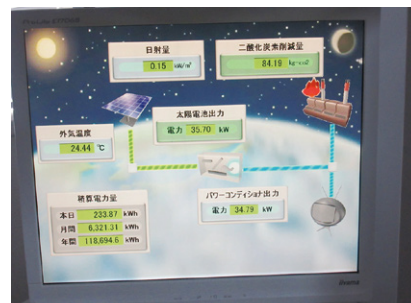 日射量
0.15 kW/m²
二酸化炭素削減量
84.19 kg-co2
太陽電池出力
電力 35.70 kW
外気温度
24.44 ℃
積算電力量
本日 233.87 kWh
月間 6,321.31 kWh
年間 118,694.6 kWh
パワーコンディショナ出力
電力 34.79 kW
iiyama